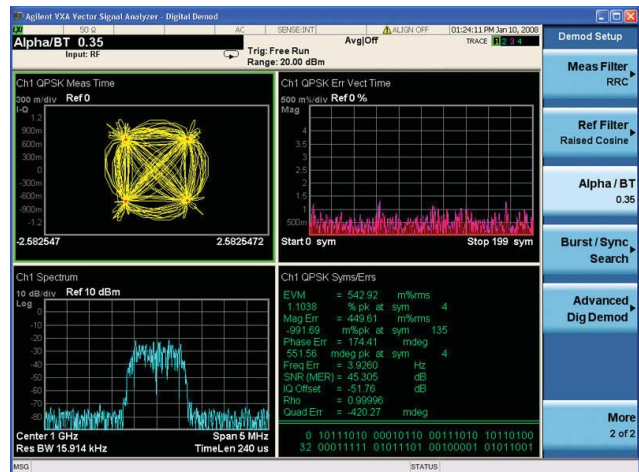 Agilent VXA Vector Signal Analyzer - Digital Demod
50 Ω AC SENSE:INT ALIGN OFF 01:24:11 PM Jan 10, 2008
Alpha/BT 0.35
Input: RF
Trig: Free Run
Range: 20.00 dBm
Avg|Off
TRACE 1 2 3 4
Demod Setup
Meas Filter
RRC
Ref Filter
Raised Cosine
Alpha / BT
0.35
Burst / Sync
Search
Advanced
Dig Demod
More
2 of 2
Ch1 QPSK Meas Time
300 m/div Ref 0
I-Q
1.2
900m
600m
300m
0
-300m
-600m
-900m
-1.2
-2.582547 2.5825472
Ch1 QPSK Err Vect Time
500 m%/div Ref 0 %
Mag
4
3.5
3
2.5
2
1.5
1
500m
Start 0 sym Stop 199 sym
Ch1 Spectrum
10 dB/div Ref 10 dBm
Log
0
-10
-20
-30
-40
-50
-60
-70
-80
Center 1 GHz Span 5 MHz
Res BW 15.914 kHz TimeLen 240 us
Ch1 QPSK Syms/Errs
EVM = 542.92 m%rms
1.1038 % pk at sym 4
Mag Err = 449.61 m%rms
-991.69 m%pk at sym 135
Phase Err = 174.41 mdeg
551.56 mdeg pk at sym 4
Freq Err = 3.9260 Hz
SNR (MER) = 45.305 dB
IQ Offset = -51.76 dB
Rho = 0.99996
Quad Err = -420.27 mdeg
0 10111010 00010110 00111010 10110100
32 00011111 01011101 00100001 01011001
MSG STATUS